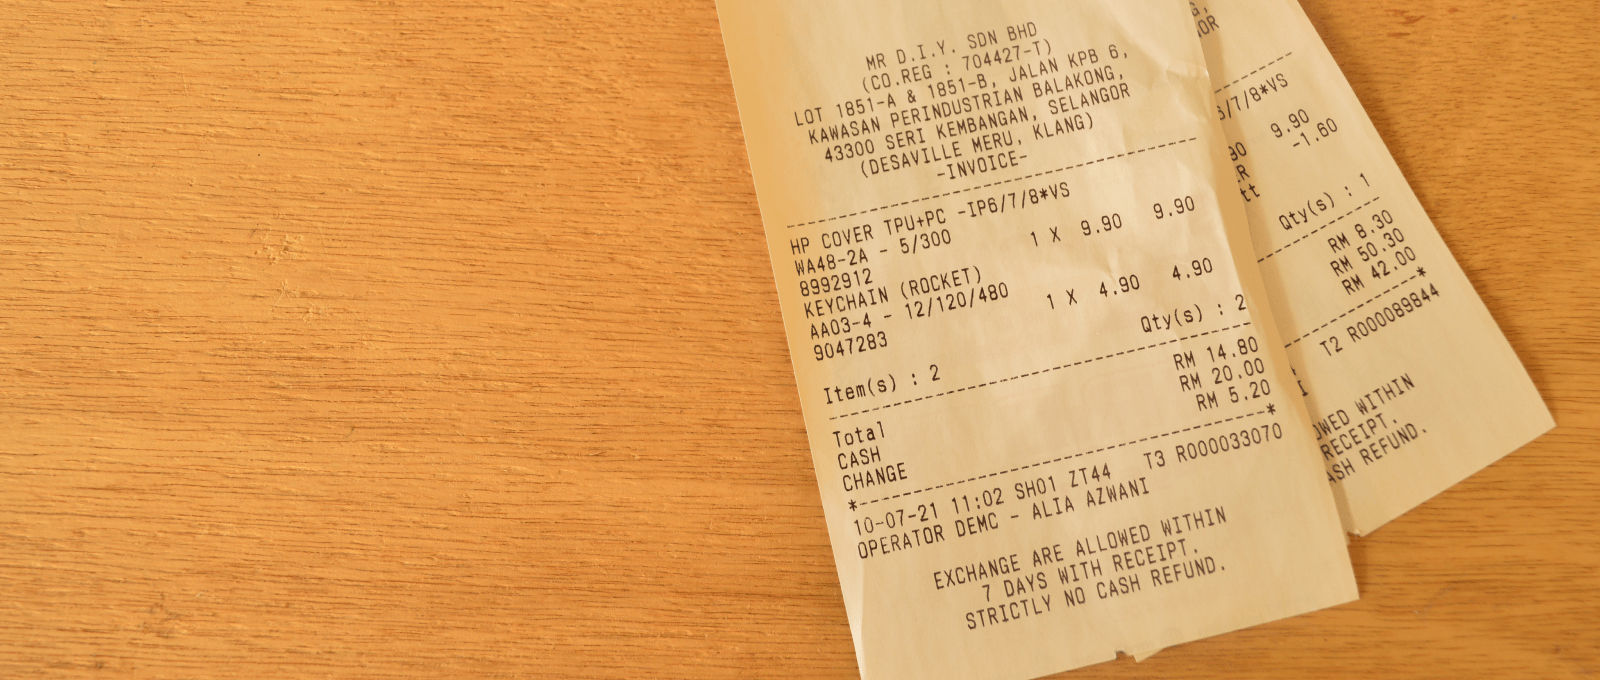 MR D.I.Y. SDN BHD
(CO.REG : 704427-T)
LOT 1851-A & 1851-B, JALAN KPB 6,
KAWASAN PERINDUSTRIAN BALAKONG,
43300 SERI KEMBANGAN, SELANGOR
(DESAVILLE MERU, KLANG)
-INVOICE-
HP COVER TPU+PC -IP6/7/8*VS
WA48-2A - 5/300 1 X 9.90 9.90
8992912
KEYCHAIN (ROCKET)
AA03-4 - 12/120/480 1 X 4.90 4.90
9047283
Item(s) : 2 Qty(s) : 2
Total RM 14.80
CASH RM 20.00
CHANGE RM 5.20
*-*
10-07-21 11:02 SH01 ZT44 T3 R000033070
OPERATOR DEMC - ALIA AZWANI
EXCHANGE ARE ALLOWED WITHIN
7 DAYS WITH RECEIPT.
STRICTLY NO CASH REFUND.
/7/8*VS
9.90
-1.60
Qty(s) : 1
RM 8.30
RM 50.30
RM 42.00
*
T2 R000089844
OWED WITHIN
RECEIPT.
ASH REFUND.